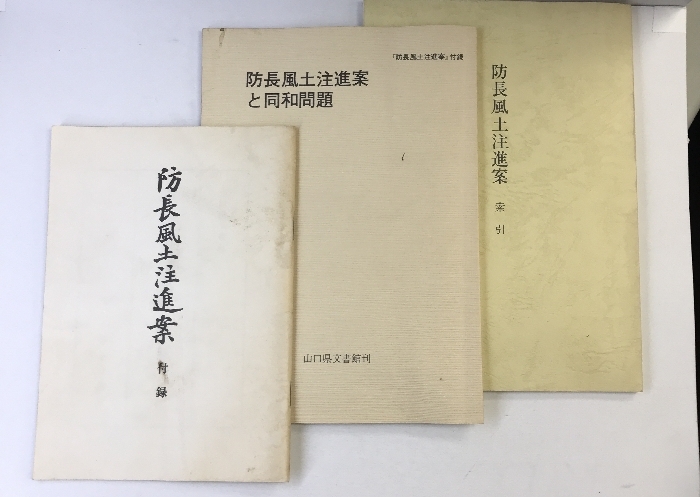 防長風土注進案
付録
『防長風土注進案』付録
防長風土注進案
と同和問題
山口県文書館刊
防長風土注進案 索引